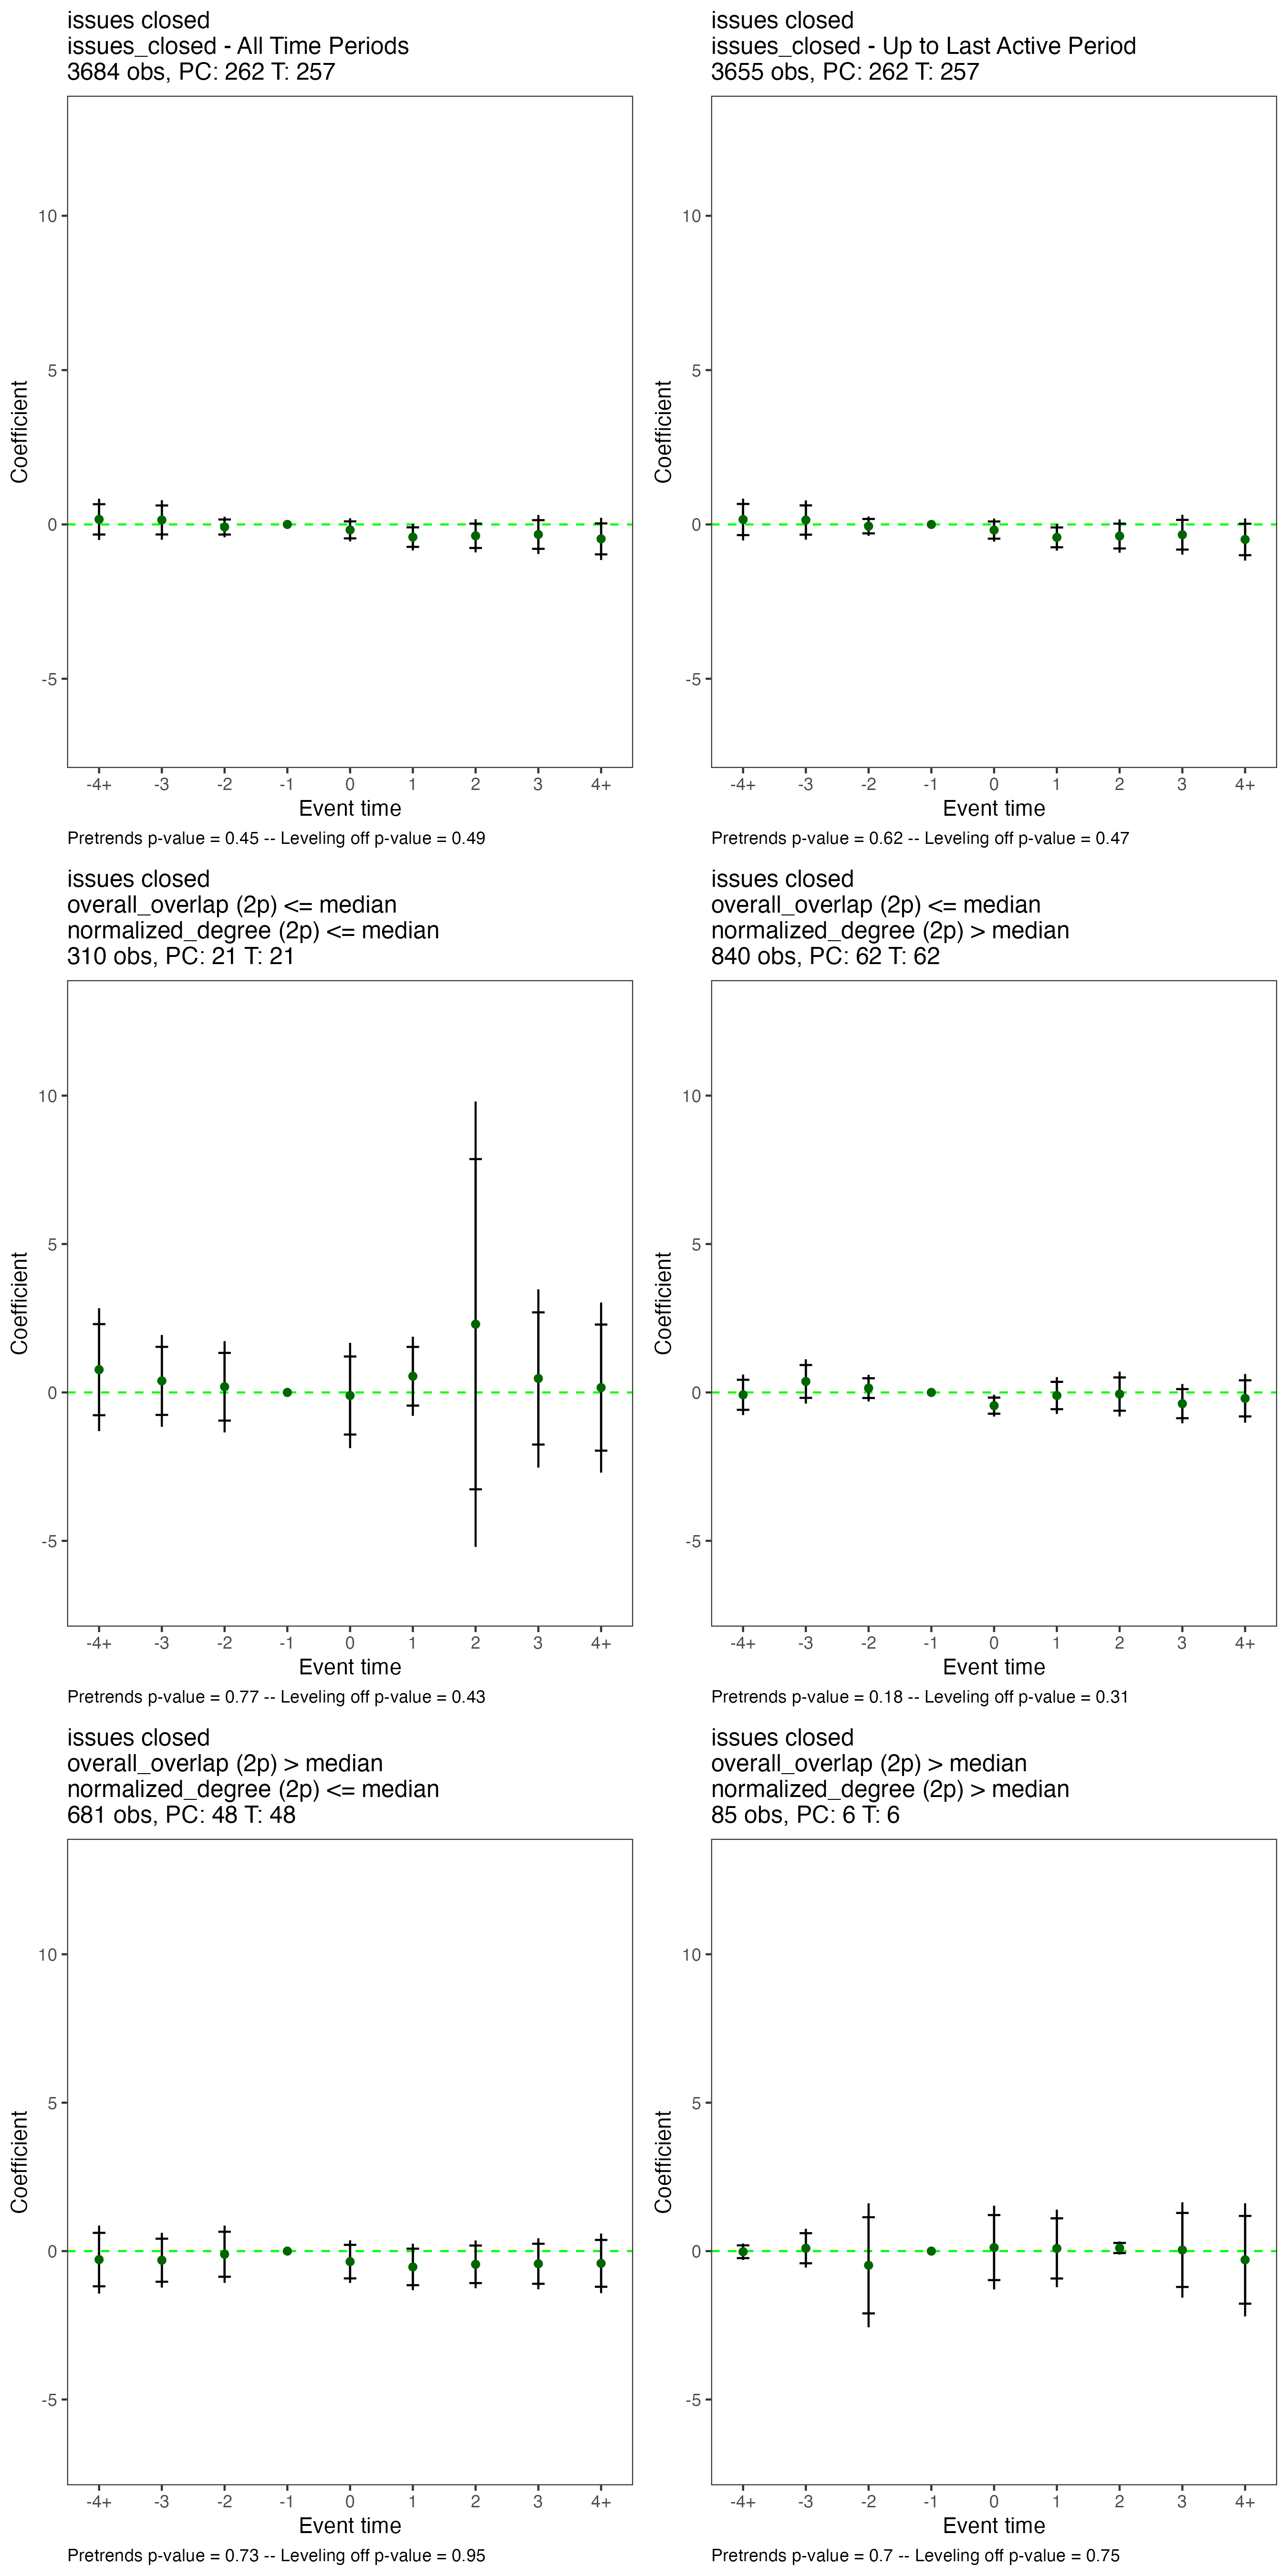 issues closed
issues_closed - All Time Periods
3684 obs, PC: 262 T: 257
10
5
0
-5
Coefficient
-4+ -3 -2 -1 0 1 2 3 4+
Event time
Pretrends p-value = 0.45 -- Leveling off p-value = 0.49
issues closed
issues_closed - Up to Last Active Period
3655 obs, PC: 262 T: 257
10
5
0
-5
Coefficient
-4+ -3 -2 -1 0 1 2 3 4+
Event time
Pretrends p-value = 0.62 -- Leveling off p-value = 0.47
issues closed
overall_overlap (2p) <= median
normalized_degree (2p) <= median
310 obs, PC: 21 T: 21
10
5
0
-5
Coefficient
-4+ -3 -2 -1 0 1 2 3 4+
Event time
Pretrends p-value = 0.77 -- Leveling off p-value = 0.43
issues closed
overall_overlap (2p) <= median
normalized_degree (2p) > median
840 obs, PC: 62 T: 62
10
5
0
-5
Coefficient
-4+ -3 -2 -1 0 1 2 3 4+
Event time
Pretrends p-value = 0.18 -- Leveling off p-value = 0.31
issues closed
overall_overlap (2p) > median
normalized_degree (2p) <= median
681 obs, PC: 48 T: 48
10
5
0
-5
Coefficient
-4+ -3 -2 -1 0 1 2 3 4+
Event time
Pretrends p-value = 0.73 -- Leveling off p-value = 0.95
issues closed
overall_overlap (2p) > median
normalized_degree (2p) > median
85 obs, PC: 6 T: 6
10
5
0
-5
Coefficient
-4+ -3 -2 -1 0 1 2 3 4+
Event time
Pretrends p-value = 0.7 -- Leveling off p-value = 0.75